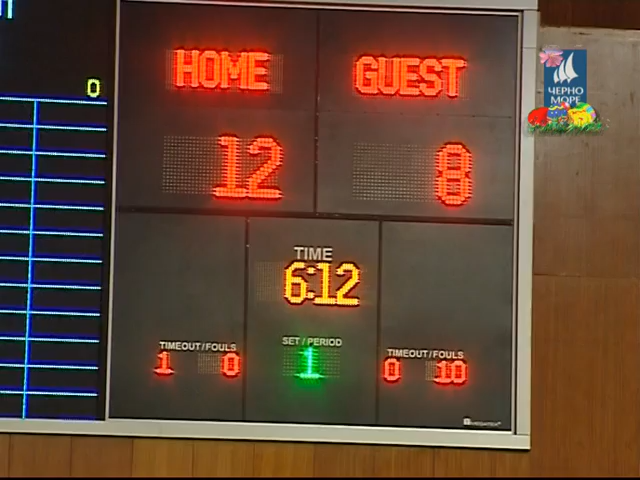 0
HOME GUEST
ЧЕРНО
МОРЕ
12 8
TIME
6:12
TIMEOUT/FOULS SET/PERIOD TIMEOUT/FOULS
1 0 1 0 10